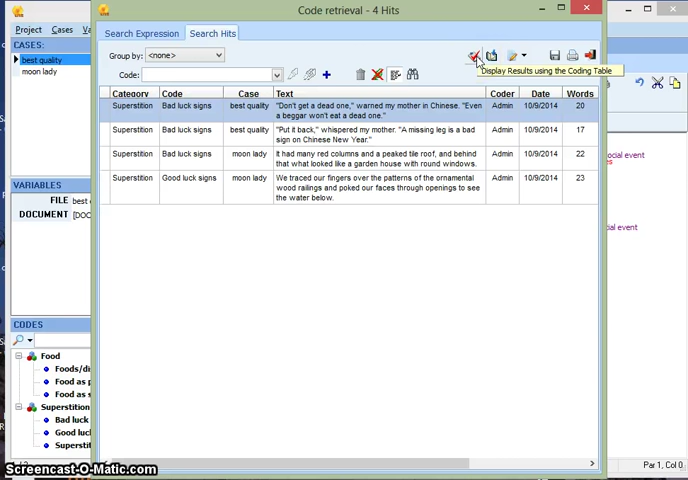 Code retrieval - 4 Hits
Project Cases
CASES:
best quality
moon lady
VARIABLES
FILE best
DOCUMENT [DOC
CODES
Food
Foods/di
Food as
Food as s
Superstition
Bad luck
Good luc
Superstit
Search Expression Search Hits
Group by: <none>
Code:
Display Results using the Coding Table
Category Code Case Text Coder Date Words
Superstition Bad luck signs best quality "Don't get a dead one," warned my mother in Chinese. "Even Admin 10/9/2014 20
a beggar won't eat a dead one."
Superstition Bad luck signs best quality "Put it back," whispered my mother. "A missing leg is a bad Admin 10/9/2014 17
sign on Chinese New Year."
Superstition Bad luck signs moon lady It had many red columns and a peaked tile roof, and behind Admin 10/9/2014 22
that what looked like a garden house with round windows.
Superstition Good luck signs moon lady We traced our fingers over the patterns of the ornamental Admin 10/9/2014 23
wood railings and poked our faces through openings to see
the water below.
cial event
cial event
Par 1, Col 0
Screencast-O-Matic.com